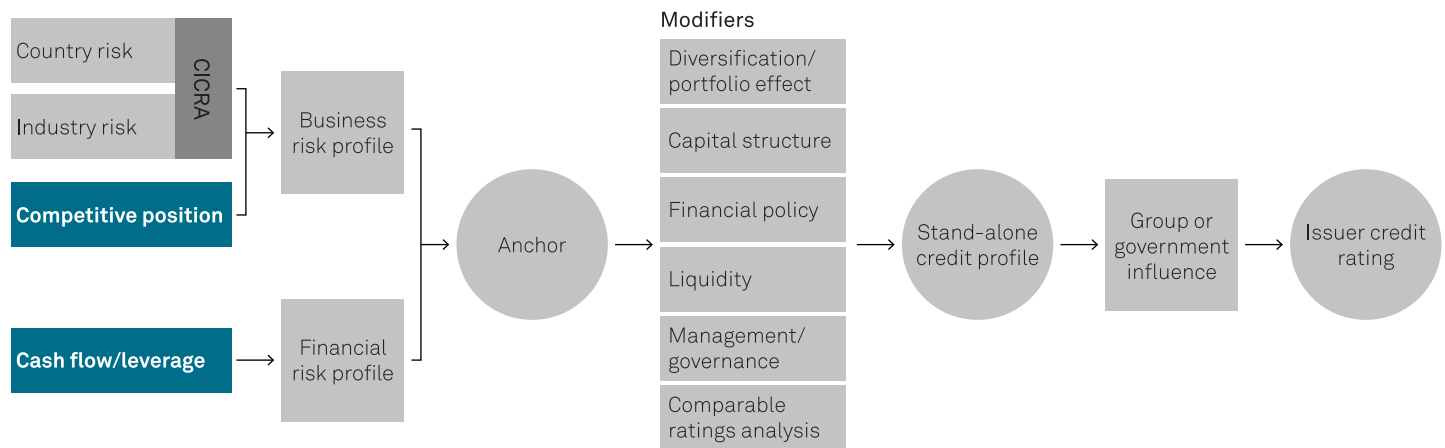 Country risk
Industry risk
CICRA
Competitive position
Cash flow/leverage
Business
risk profile
Financial
risk profile
Anchor
Modifiers
Diversification/
portfolio effect
Capital structure
Financial policy
Liquidity
Management/
governance
Comparable
ratings analysis
Stand-alone
credit profile
Group or
government
influence
Issuer credit
rating